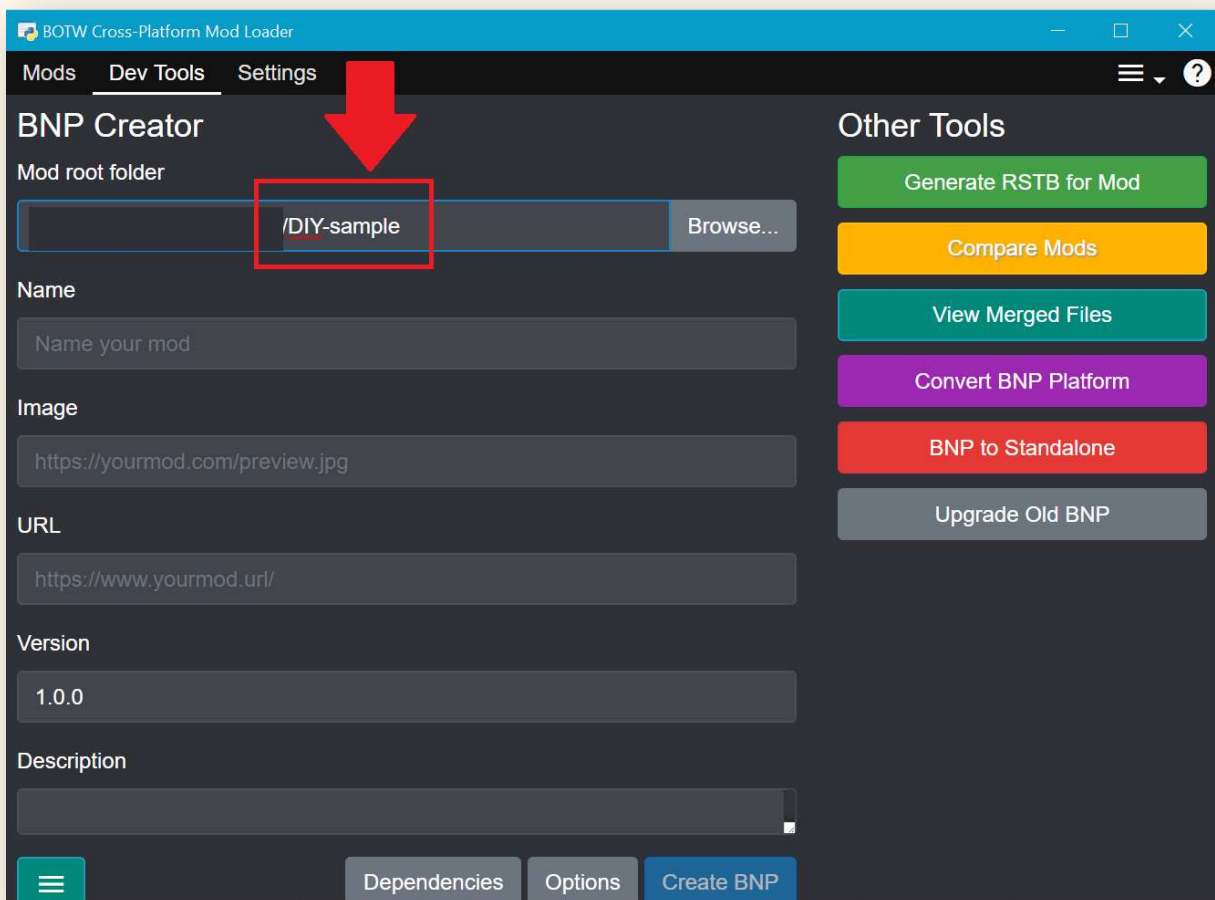 BOTW Cross-Platform Mod Loader
Mods Dev Tools Settings
BNP Creator
Mod root folder
/DIY-sample Browse...
Name
Name your mod
Image
https://yourmod.com/preview.jpg
URL
https://www.yourmod.url/
Version
1.0.0
Description
Dependencies Options Create BNP
Other Tools
Generate RSTB for Mod
Compare Mods
View Merged Files
Convert BNP Platform
BNP to Standalone
Upgrade Old BNP